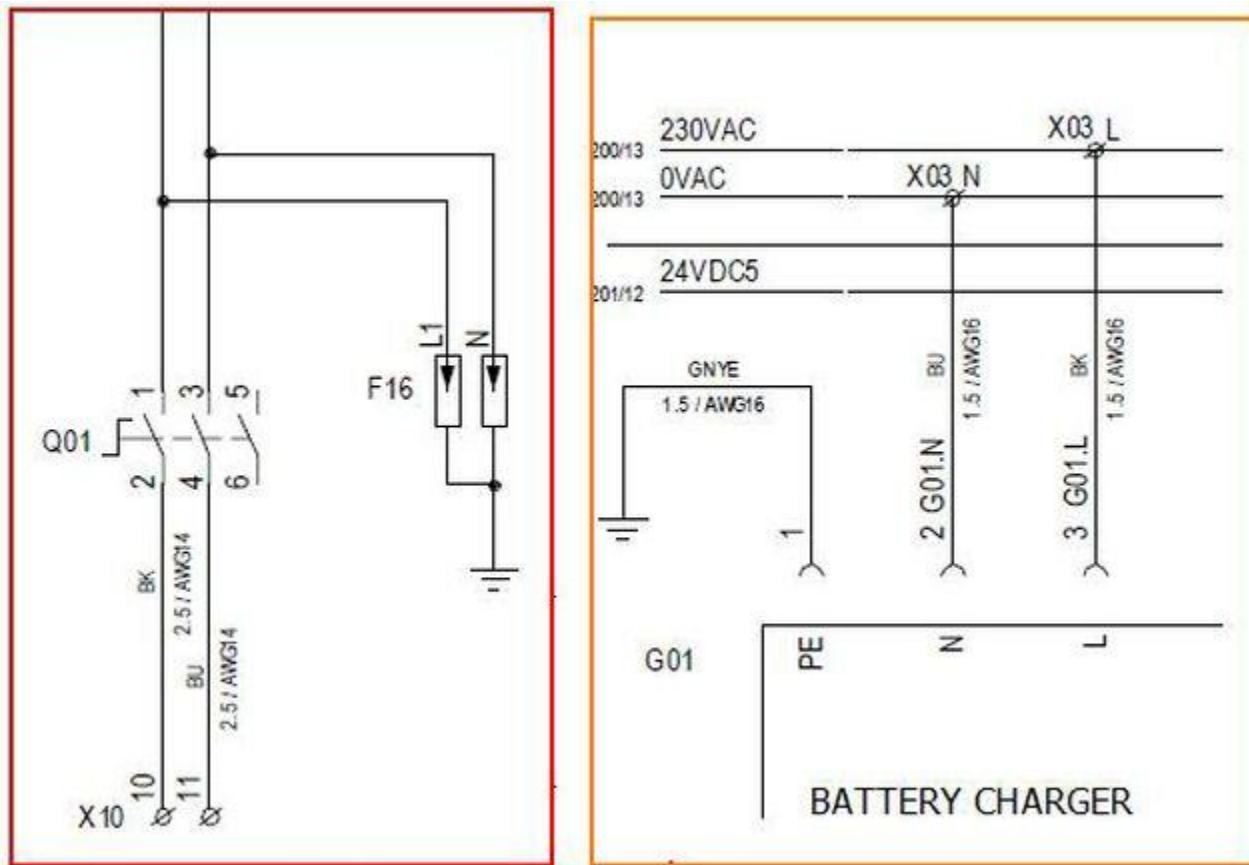 L1
N
F16
1
3
5
Q01
2
4
6
BK
2.5 / AWG14
BU
2.5 / AWG14
10
11
X10
230VAC
X03 L
200/13
0VAC
X03 N
200/13
24VDC5
201/12
GNYE
1.5 / AWG16
BU
1.5 / AWG16
BK
1.5 / AWG16
1
2 G01.N
3 G01.L
G01
PE
N
L
BATTERY CHARGER